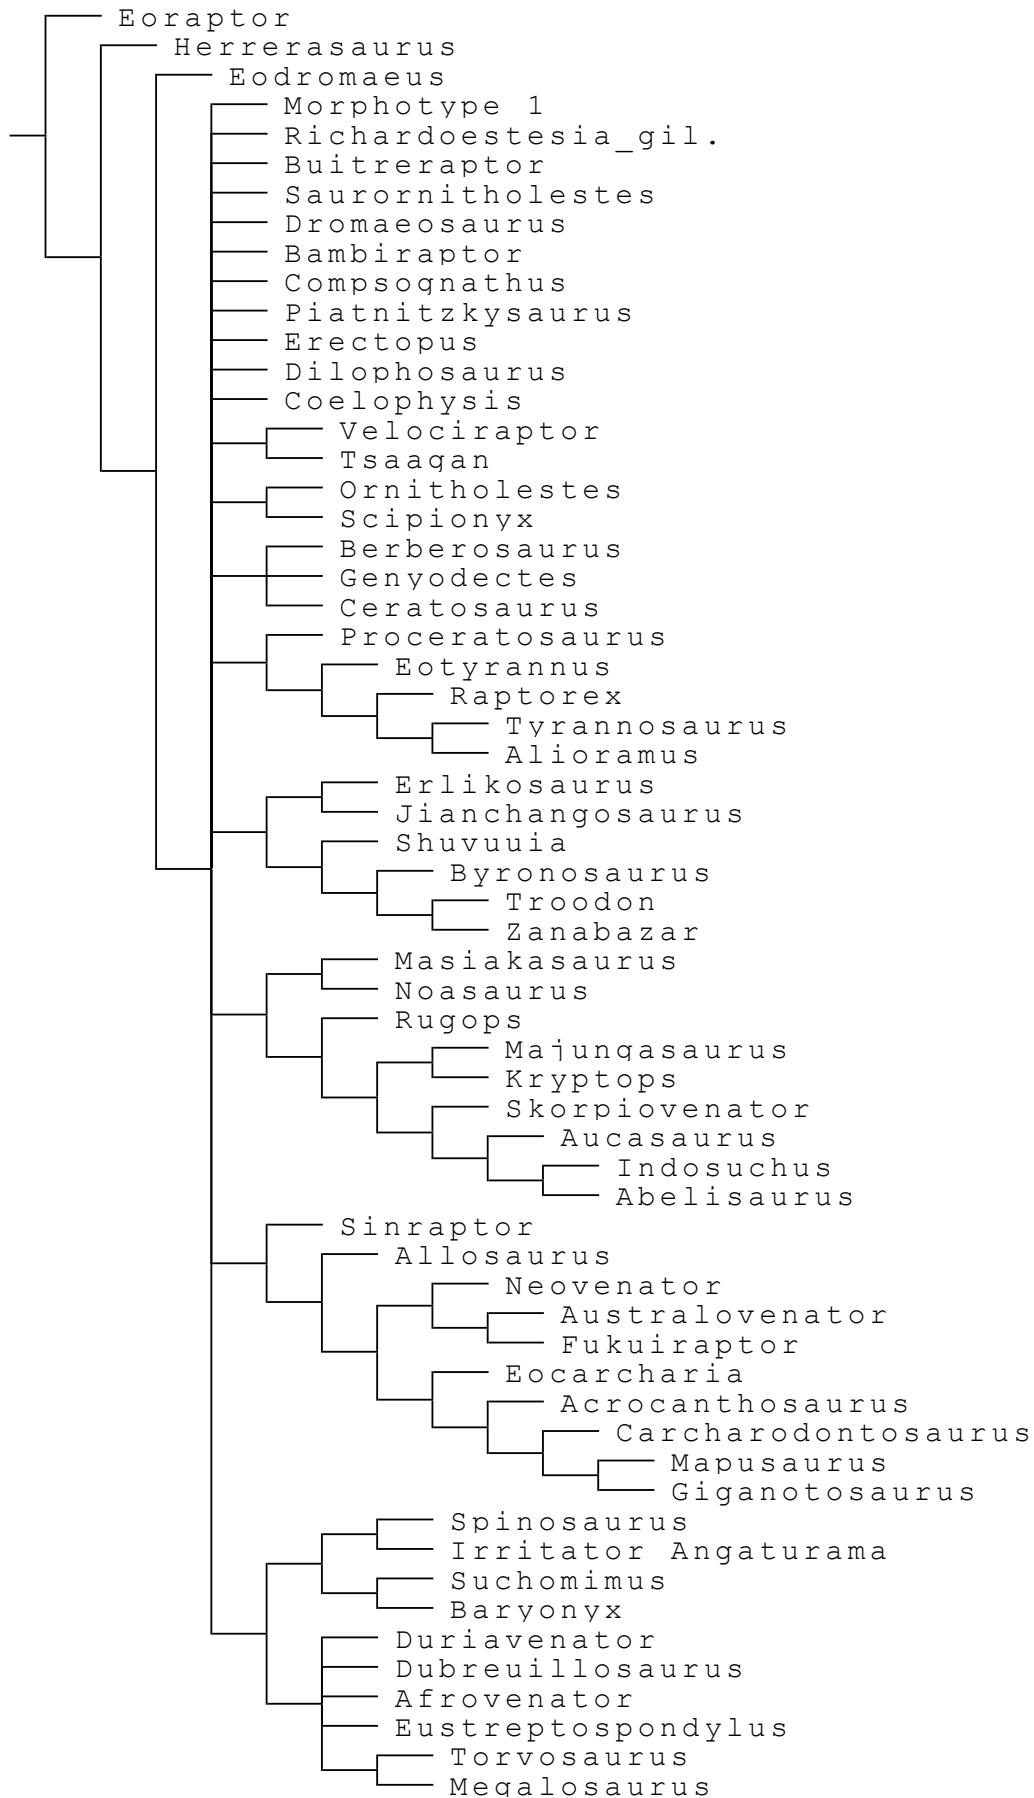 Eoraptor
Herrerasaurus
Eodromaeus
Morphotype 1
Richardoestesia_gil.
Buitreraptor
Saurornitholestes
Dromaeosaurus
Bambiraptor
Compsognathus
Piatnitzkysaurus
Erectopus
Dilophosaurus
Coelophysis
Velociraptor
Tsaagan
Ornitholestes
Scipionyx
Berberosaurus
Genyodectes
Ceratosaurus
Proceratosaurus
Eotyrannus
Raptorex
Tyrannosaurus
Alioramus
Erlikosaurus
Jianchangosaurus
Shuvuuia
Byronosaurus
Troodon
Zanabazar
Masiakasaurus
Noasaurus
Rugops
Majungasaurus
Kryptops
Skorpiovenator
Aucasaurus
Indosuchus
Abelisaurus
Sinraptor
Allosaurus
Neovenator
Australovenator
Fukuiraptor
Eocarcharia
Acrocanthosaurus
Carcharodontosaurus
Mapusaurus
Giganotosaurus
Spinosaurus
Irritator Angaturama
Suchomimus
Baryonyx
Duriavenator
Dubreuillosaurus
Afrovenator
Eustreptospondylus
Torvosaurus
Megalosaurus